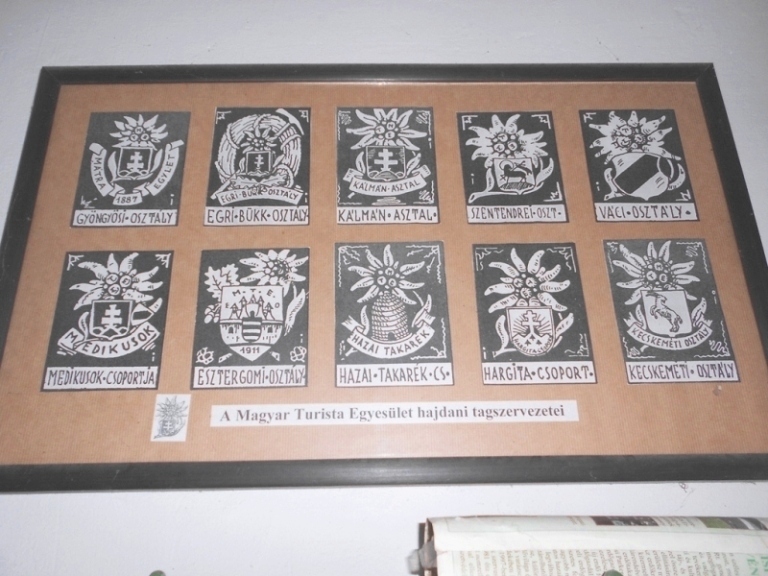 MÁTRA EGYLET
1887
GYÖNGYÖSI·OSZTÁLY
EGRI·BÜKK·OSZTÁLY
EGRI·BÜKK·OSZTÁLY
KÁLMÁN·ASZTAL
KÁLMÁN·ASZTAL·
SZENTENDREI·OSZT·
VÁCI·OSZTÁLY·
MEDIKUSOK
MEDIKUSOK·CSOPORTJA
M·T·E·
1911
ESZTERGOMI·OSZTÁLY
HAZAI TAKARÉK
HAZAI·TAKARÉK·CS·
HARGITA·CSOPORT·
KECSKEMÉTI OSZTÁLY
KECSKEMÉTI·OSZTÁLY
A Magyar Turista Egyesület hajdani tagszervezetei